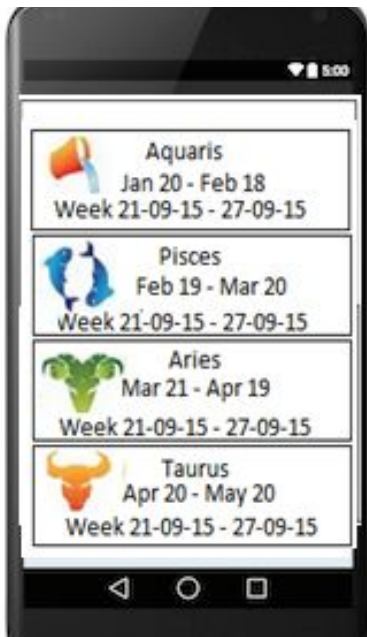 5:00
Aquaris
Jan 20 - Feb 18
Week 21-09-15 - 27-09-15
Pisces
Feb 19 - Mar 20
Week 21-09-15 - 27-09-15
Aries
Mar 21 - Apr 19
Week 21-09-15 - 27-09-15
Taurus
Apr 20 - May 20
Week 21-09-15 - 27-09-15